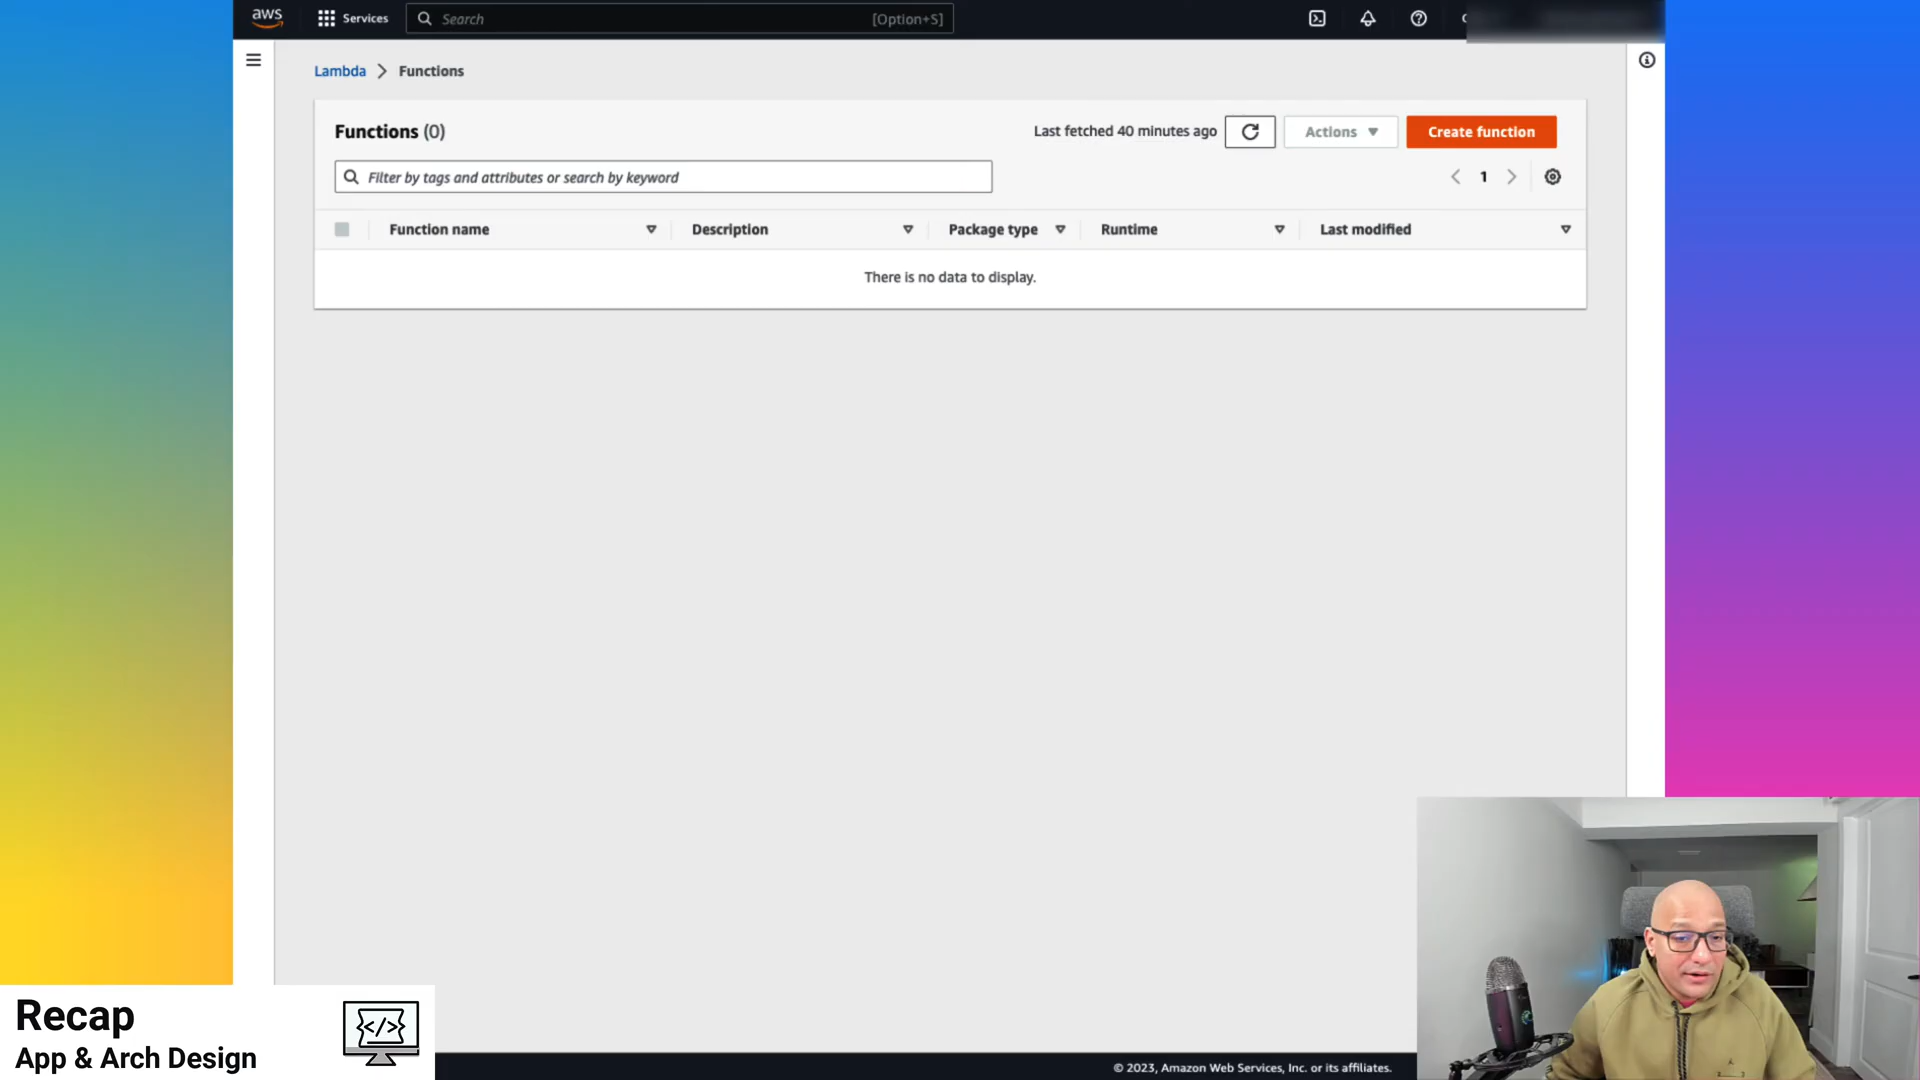 aws
Services
Search
[Option+S]
Lambda
Functions
Functions (0)
Last fetched 40 minutes ago
Actions
Create function
Filter by tags and attributes or search by keyword
1
Function name
Description
Package type
Runtime
Last modified
There is no data to display.
Recap
App & Arch Design
</>
© 2023, Amazon Web Services, Inc. or its affiliates.